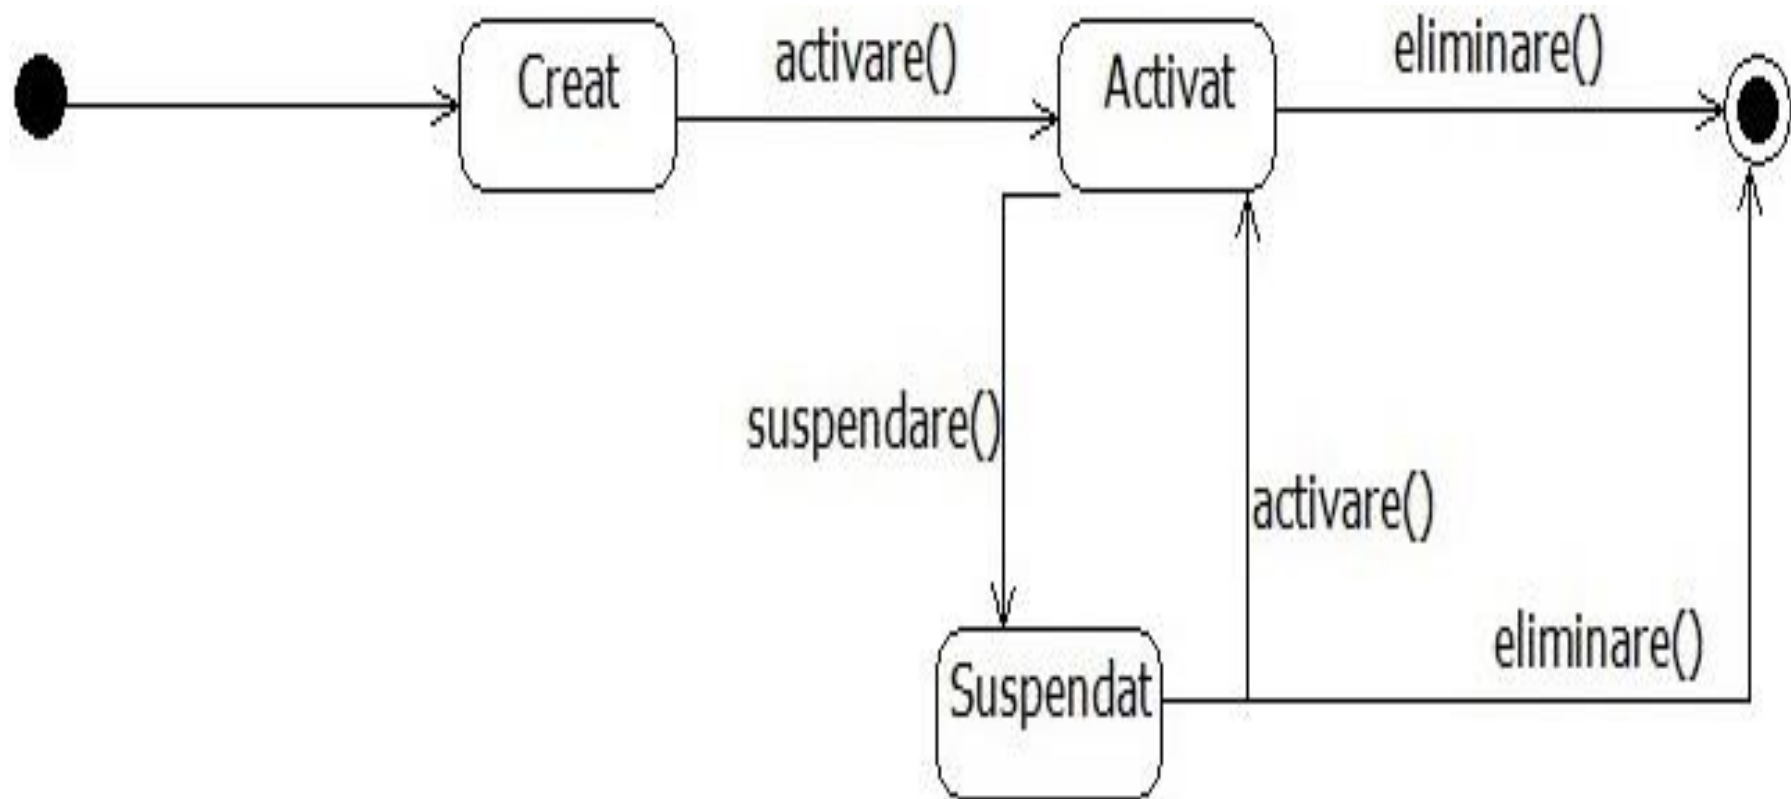 Creat
activare()
Activat
eliminare()
suspendare()
activare()
eliminare()
Suspendat